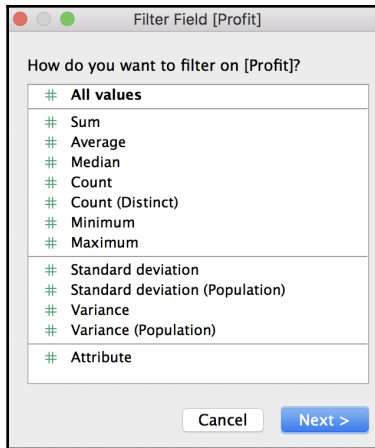 Filter Field [Profit]
How do you want to filter on [Profit]?
# All values
# Sum
# Average
# Median
# Count
# Count (Distinct)
# Minimum
# Maximum
# Standard deviation
# Standard deviation (Population)
# Variance
# Variance (Population)
# Attribute
Cancel Next >